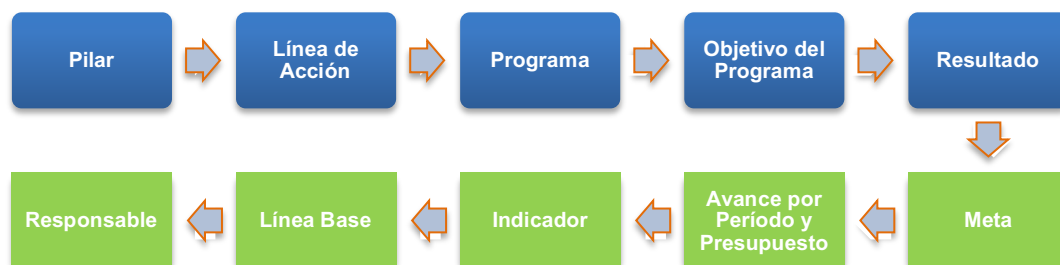 Pilar
Línea de
Acción
Programa
Objetivo del
Programa
Resultado
Meta
Avance por
Período y
Presupuesto
Indicador
Línea Base
Responsable